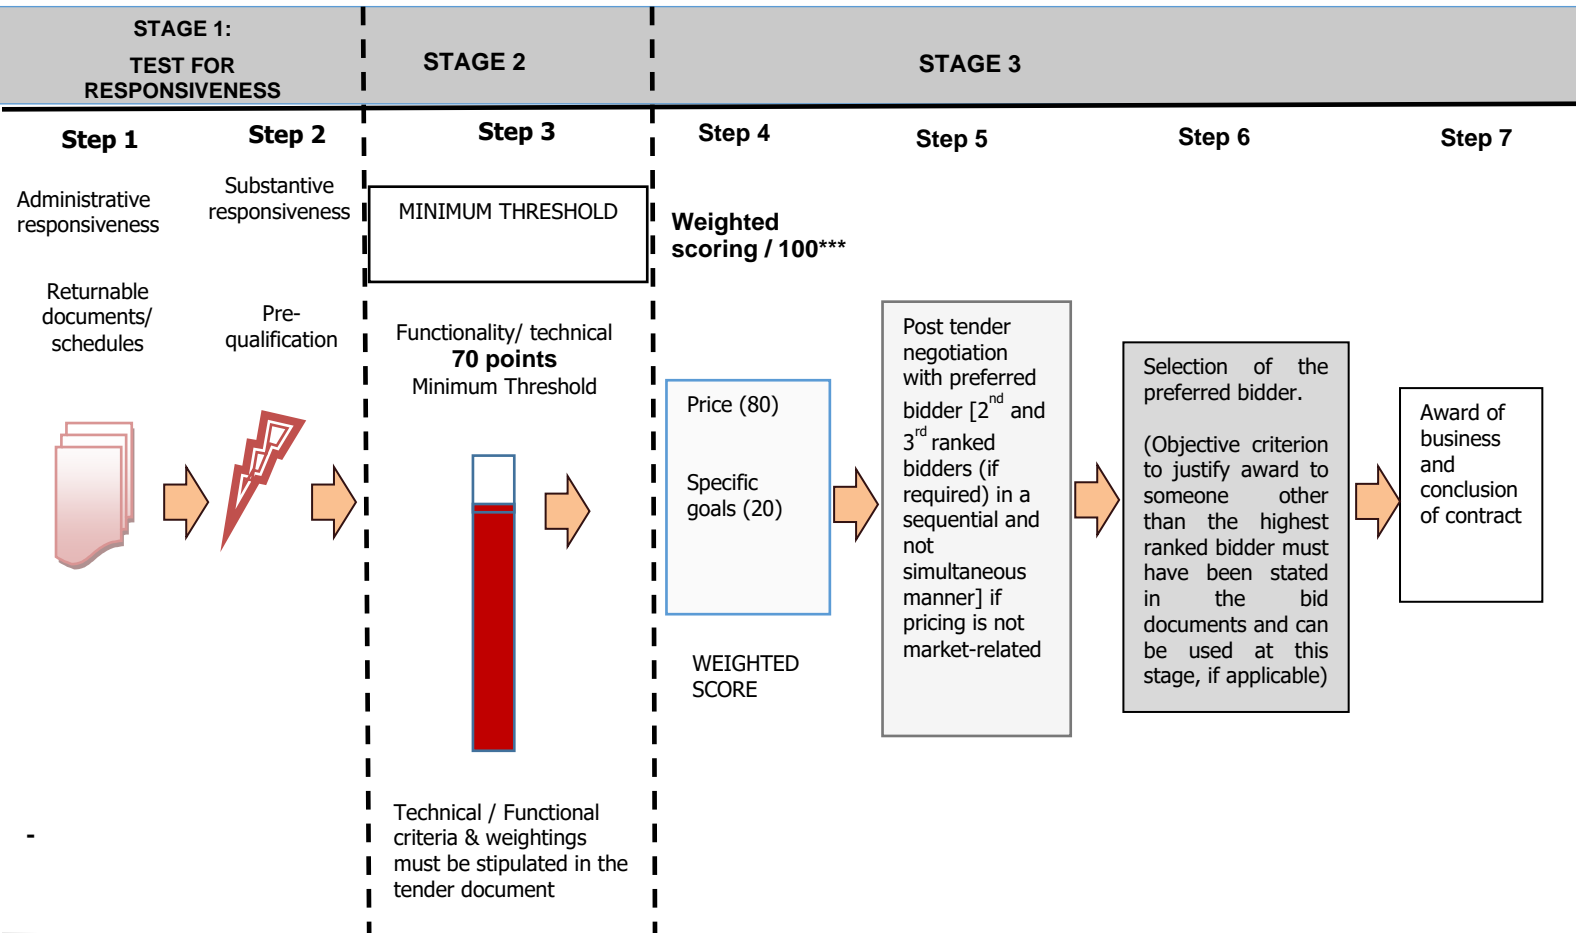 STAGE 1:
TEST FOR
RESPONSIVENESS
STAGE 2
STAGE 3
Step 1
Administrative
responsiveness
Returnable
documents/
schedules
Step 2
Substantive
responsiveness
Pre-
qualification
Step 3
MINIMUM THRESHOLD
Functionality/ technical
70 points
Minimum Threshold
Technical / Functional
criteria & weightings
must be stipulated in the
tender document
Step 4
Weighted
scoring / 100***
Price (80)
Specific
goals (20)
WEIGHTED
SCORE
Step 5
Post tender
negotiation
with preferred
bidder [2nd and
3rd ranked
bidders (if
required) in a
sequential and
not
simultaneous
manner] if
pricing is not
market-related
Step 6
Selection of the
preferred bidder.
(Objective criterion
to justify award to
someone other
than the highest
ranked bidder must
have been stated
in the bid
documents and can
be used at this
stage, if applicable)
Step 7
Award of
business
and
conclusion
of contract
-